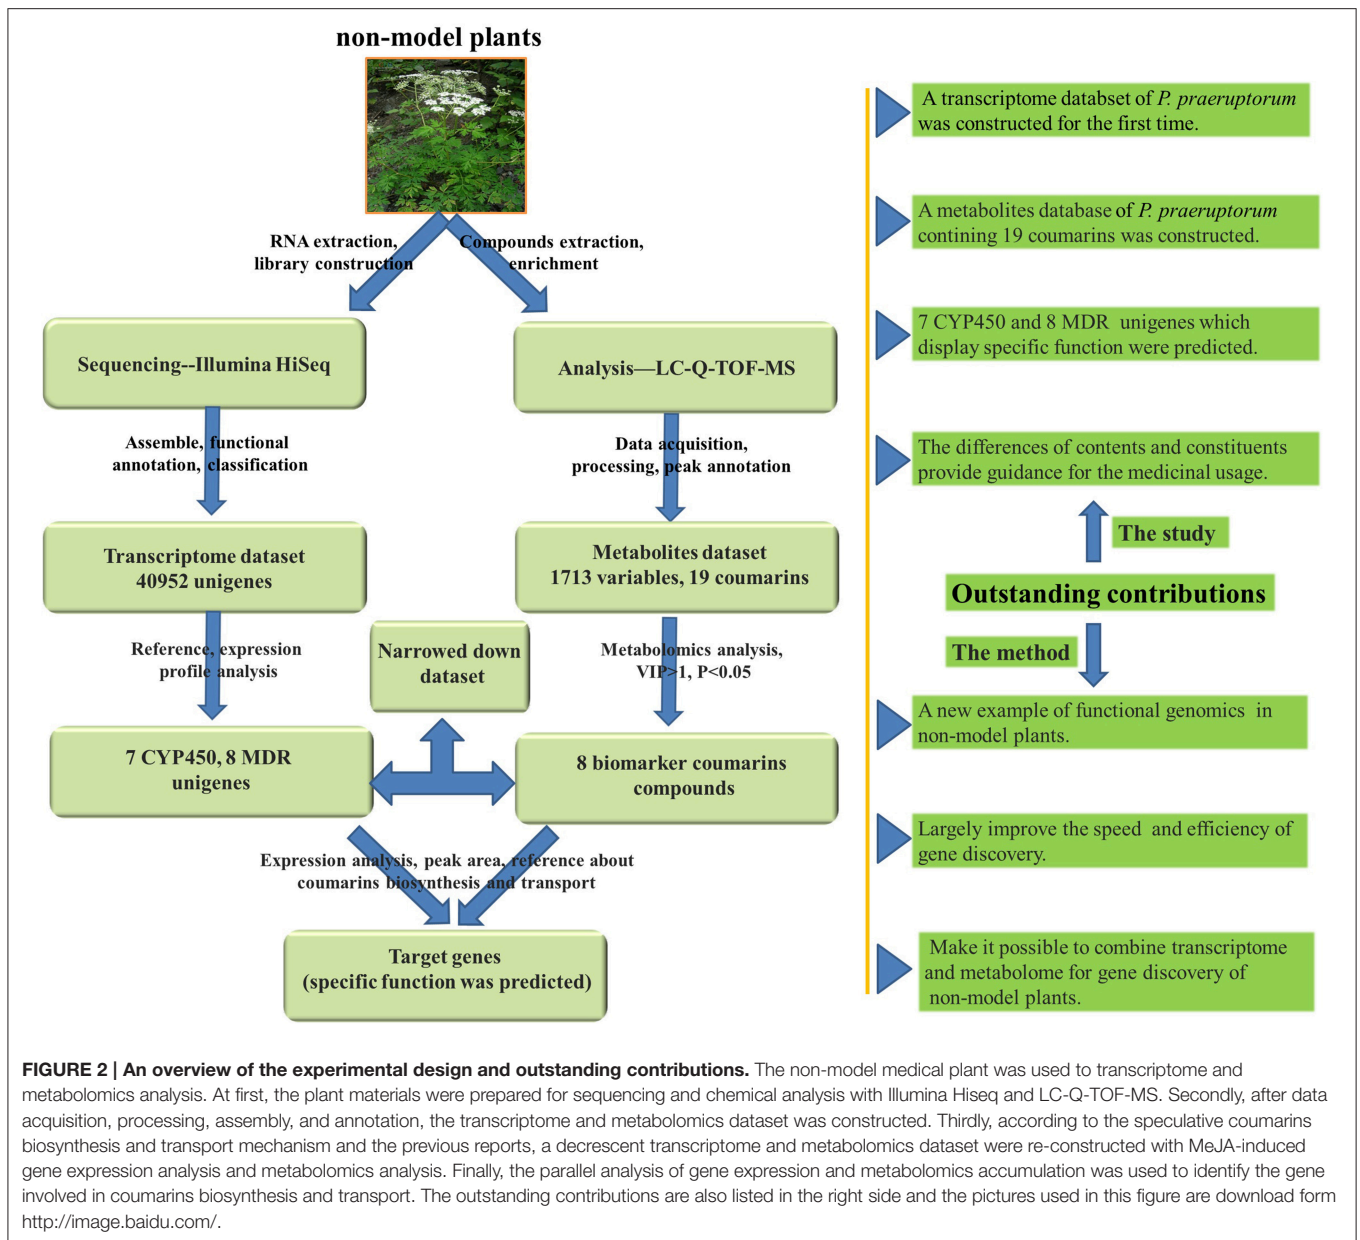 non-model plants
RNA extraction,
library construction
Compounds extraction,
enrichment
Sequencing--Illumina HiSeq
Analysis—LC-Q-TOF-MS
Assemble, functional
annotation, classification
Data acquisition,
processing, peak annotation
Transcriptome dataset
40952 unigenes
Metabolites dataset
1713 variables, 19 coumarins
Reference, expression
profile analysis
Narrowed down
dataset
Metabolomics analysis,
VIP>1, P<0.05
7 CYP450, 8 MDR
unigenes
8 biomarker coumarins
compounds
Expression analysis, peak area, reference about
coumarins biosynthesis and transport
Target genes
(specific function was predicted)
A transcriptome databset of P. praeruptorum
was constructed for the first time.
A metabolites database of P. praeruptorum
contining 19 coumarins was constructed.
7 CYP450 and 8 MDR unigenes which
display specific function were predicted.
The differences of contents and constituents
provide guidance for the medicinal usage.
The study
Outstanding contributions
The method
A new example of functional genomics in
non-model plants.
Largely improve the speed and efficiency of
gene discovery.
Make it possible to combine transcriptome
and metabolome for gene discovery of
non-model plants.
FIGURE 2 | An overview of the experimental design and outstanding contributions. The non-model medical plant was used to transcriptome and
metabolomics analysis. At first, the plant materials were prepared for sequencing and chemical analysis with Illumina Hiseq and LC-Q-TOF-MS. Secondly, after data
acquisition, processing, assembly, and annotation, the transcriptome and metabolomics dataset was constructed. Thirdly, according to the speculative coumarins
biosynthesis and transport mechanism and the previous reports, a decrescent transcriptome and metabolomics dataset were re-constructed with MeJA-induced
gene expression analysis and metabolomics analysis. Finally, the parallel analysis of gene expression and metabolomics accumulation was used to identify the gene
involved in coumarins biosynthesis and transport. The outstanding contributions are also listed in the right side and the pictures used in this figure are download form
http://image.baidu.com/.